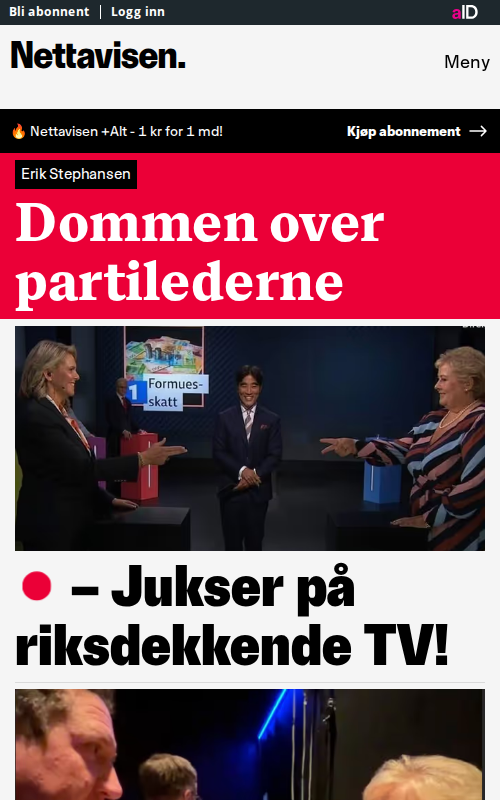 Bli abonnent | Logg inn
aID
Nettavisen.
Meny
🔥 Nettavisen +Alt - 1 kr for 1 md!
Kjøp abonnement →
Erik Stephansen
Dommen over
partilederne
1
Formues-
skatt
– Jukser på
riksdekkende TV!